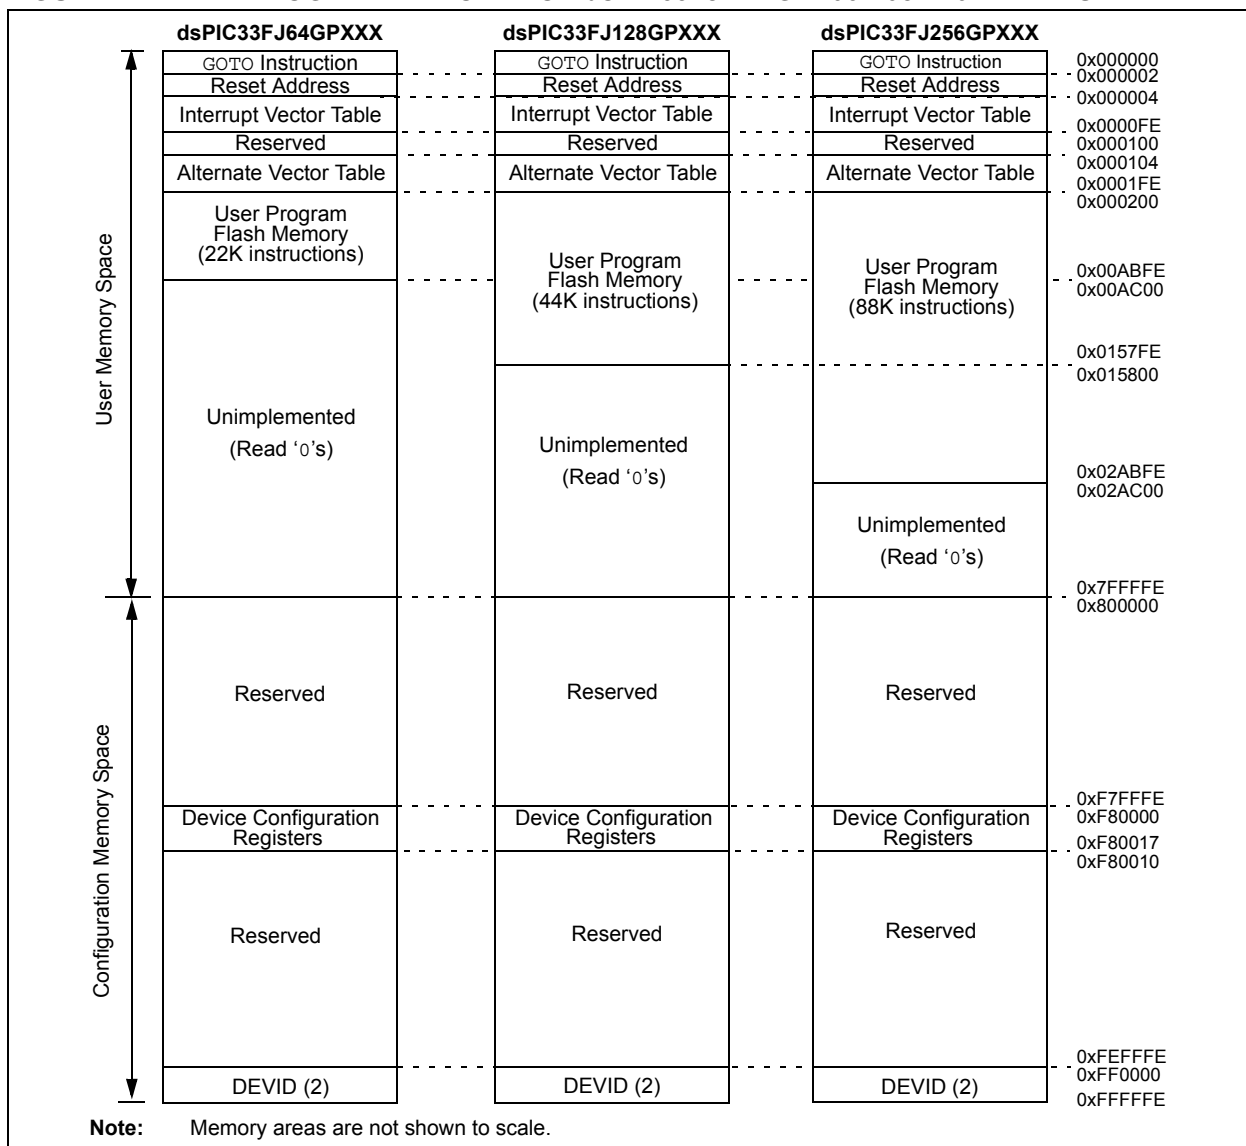 dsPIC33FJ64GPXXX
dsPIC33FJ128GPXXX
dsPIC33FJ256GPXXX
GOTO Instruction
GOTO Instruction
GOTO Instruction
0x000000
0x000002
Reset Address
Reset Address
Reset Address
0x000004
Interrupt Vector Table
Interrupt Vector Table
Interrupt Vector Table
0x0000FE
Reserved
Reserved
Reserved
0x000100
0x000104
Alternate Vector Table
Alternate Vector Table
Alternate Vector Table
0x0001FE
0x000200
User Program
Flash Memory
(22K instructions)
User Program
Flash Memory
(44K instructions)
User Program
Flash Memory
(88K instructions)
0x00ABFE
0x00AC00
0x0157FE
0x015800
User Memory Space
Unimplemented
(Read ‘0’s)
Unimplemented
(Read ‘0’s)
0x02ABFE
0x02AC00
Unimplemented
(Read ‘0’s)
0x7FFFFE
0x800000
Reserved
Reserved
Reserved
Configuration Memory Space
0xF7FFFE
0xF80000
Device Configuration
Registers
Device Configuration
Registers
Device Configuration
Registers
0xF80017
0xF80010
Reserved
Reserved
Reserved
0xFEFFFE
0xFF0000
DEVID (2)
DEVID (2)
DEVID (2)
0xFFFFFE
Note: Memory areas are not shown to scale.